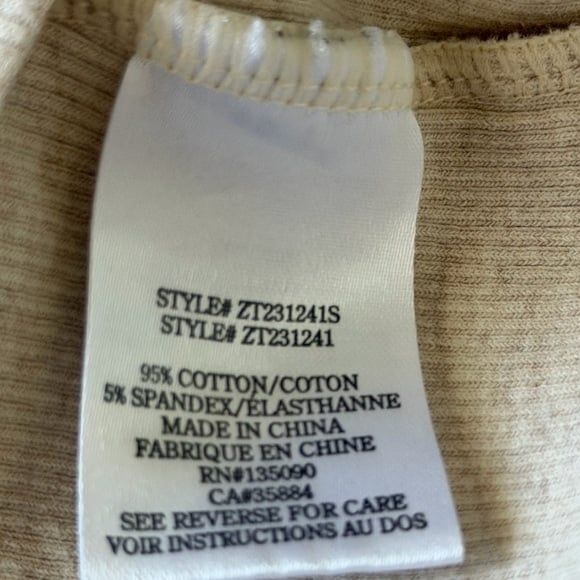 STYLE# ZT231241S
STYLE# ZT231241
95% COTTON/COTON
5% SPANDEX/ÉLASTHANNE
MADE IN CHINA
FABRIQUE EN CHINE
RN#135090
CA#35884
SEE REVERSE FOR CARE
VOIR INSTRUCTIONS AU DOS